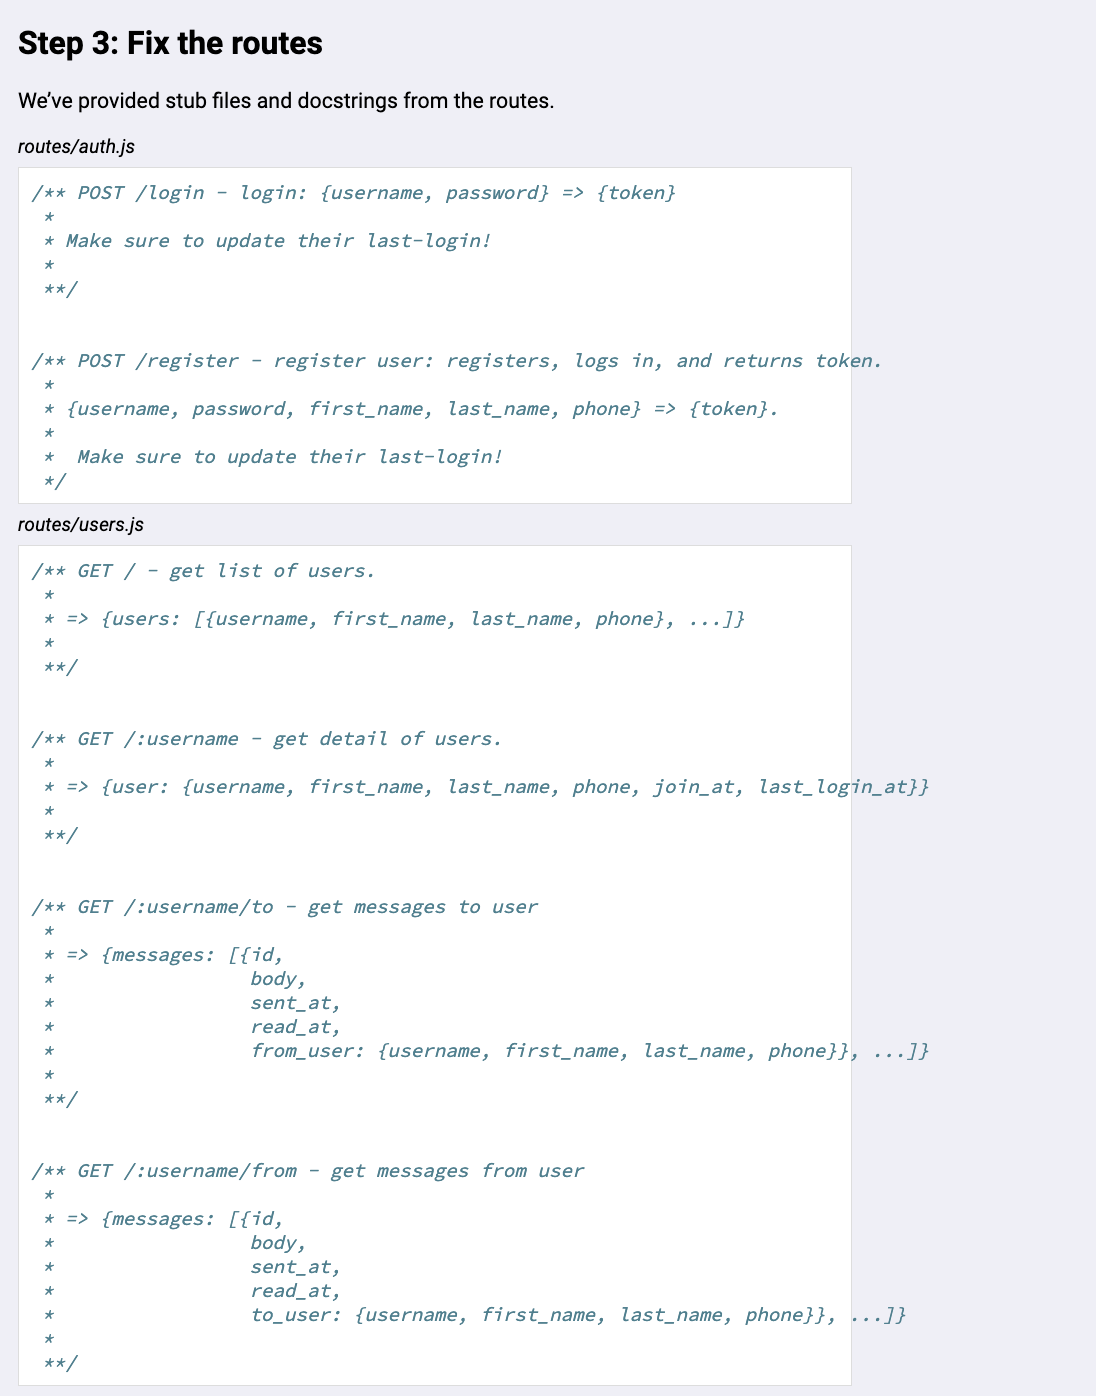 Step 3: Fix the routes
We’ve provided stub files and docstrings from the routes.
routes/auth.js
/** POST /login - login: {username, password} => {token}
 *
 * Make sure to update their last-login!
 *
 **/
/** POST /register - register user: registers, logs in, and returns token.
 *
 * {username, password, first_name, last_name, phone} => {token}.
 *
 *  Make sure to update their last-login!
 */
routes/users.js
/** GET / - get list of users.
 *
 * => {users: [{username, first_name, last_name, phone}, ...]}
 *
 **/
/** GET /:username - get detail of users.
 *
 * => {user: {username, first_name, last_name, phone, join_at, last_login_at}}
 *
 **/
/** GET /:username/to - get messages to user
 *
 * => {messages: [{id,
 *                 body,
 *                 sent_at,
 *                 read_at,
 *                 from_user: {username, first_name, last_name, phone}}, ...]}
 *
 **/
/** GET /:username/from - get messages from user
 *
 * => {messages: [{id,
 *                 body,
 *                 sent_at,
 *                 read_at,
 *                 to_user: {username, first_name, last_name, phone}}, ...]}
 *
 **/